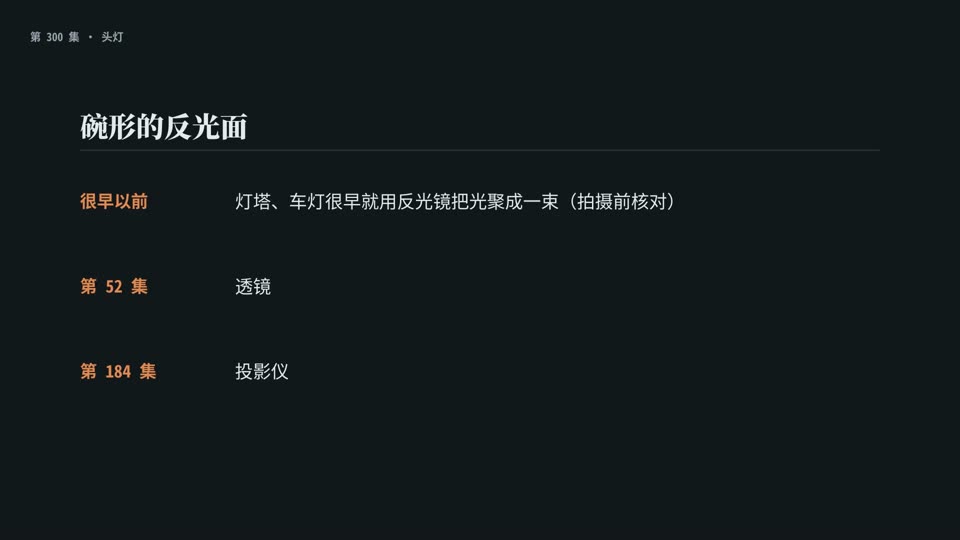 第 300 集 · 头灯
碗形的反光面
很早以前 灯塔、车灯很早就用反光镜把光聚成一束（拍摄前核对）
第 52 集 透镜
第 184 集 投影仪